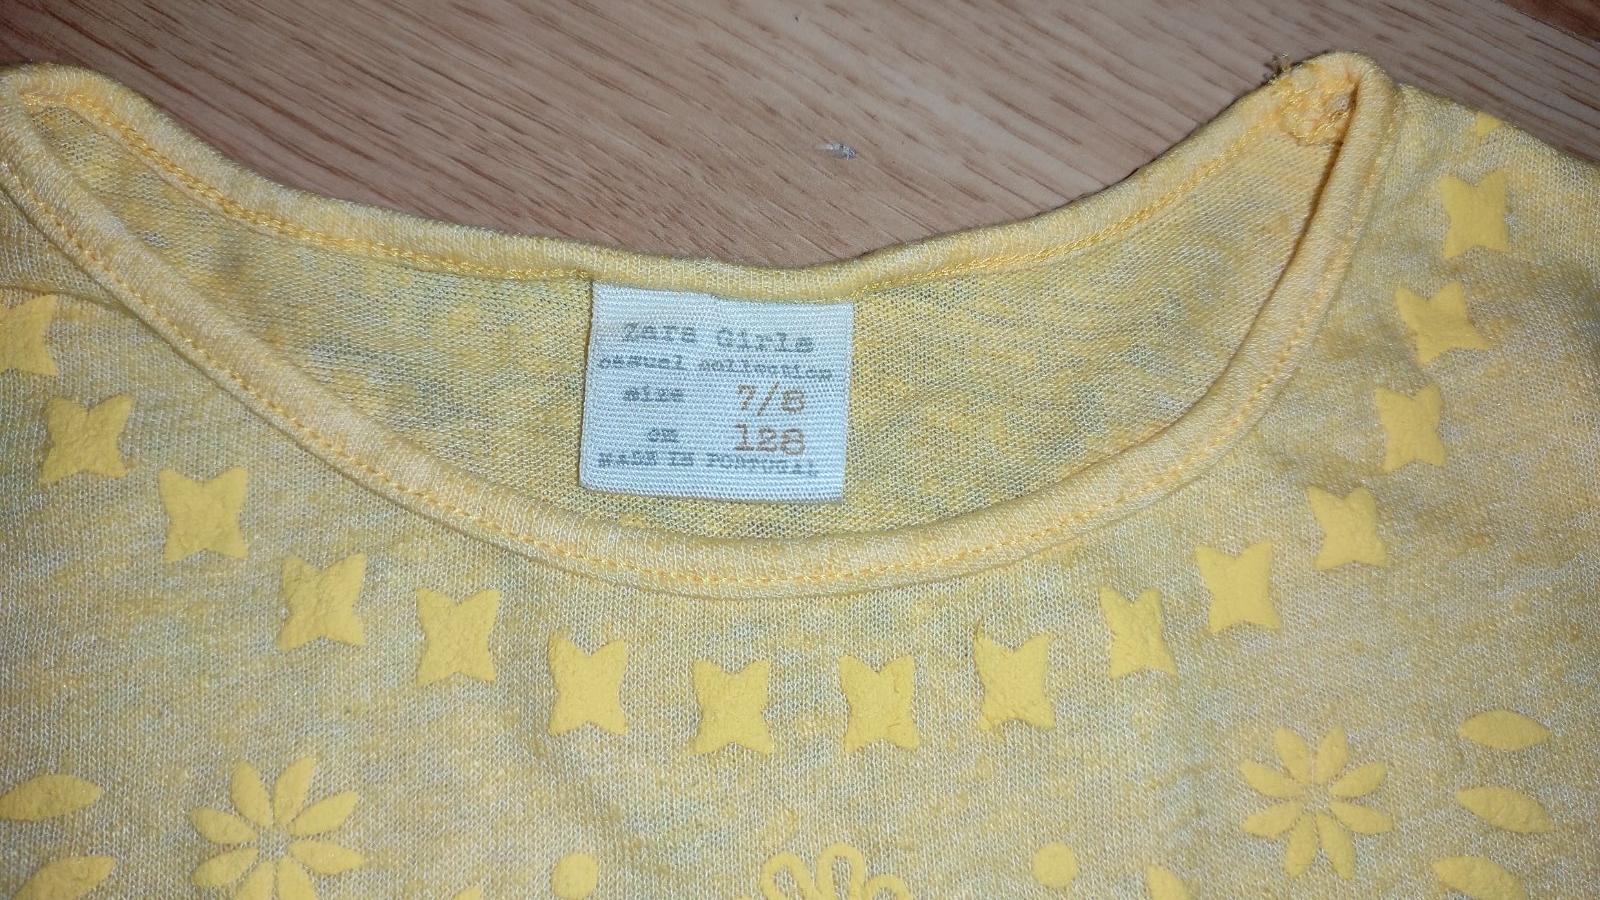 Zara Girls
casual collection
size 7/8
cm 128
MADE IN PORTUGAL